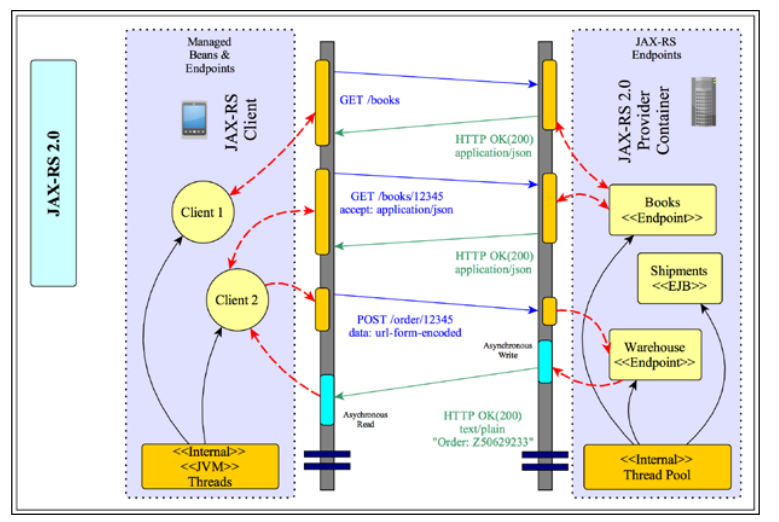 JAX-RS 2.0
Managed
Beans &
Endpoints
JAX-RS
Client
Client 1
Client 2
<<Internal>>
<<JVM>>
Threads
GET /books
HTTP OK(200)
application/json
GET /books/12345
accept: application/json
HTTP OK(200)
application/json
POST /order/12345
data: url-form-encoded
Asynchronous
Write
Asychronous
Read
HTTP OK(200)
text/plain
"Order: Z50629233"
JAX-RS
Endpoints
JAX-RS 2.0
Provider
Container
Books
<<Endpoint>>
Shipments
<<EJB>>
Warehouse
<<Endpoint>>
<<Internal>>
Thread Pool